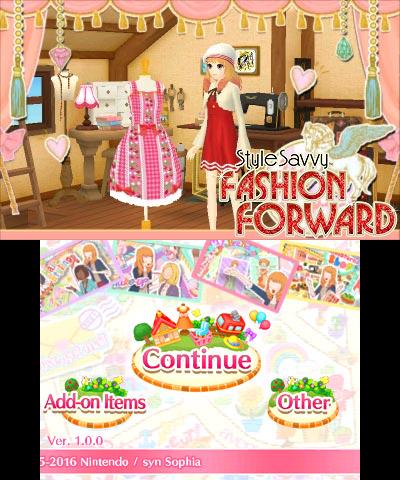 Style Savvy
FASHION
FORWARD
Continue
Add-on Items
Other
Ver. 1.0.0
5-2016 Nintendo / syn Sophia